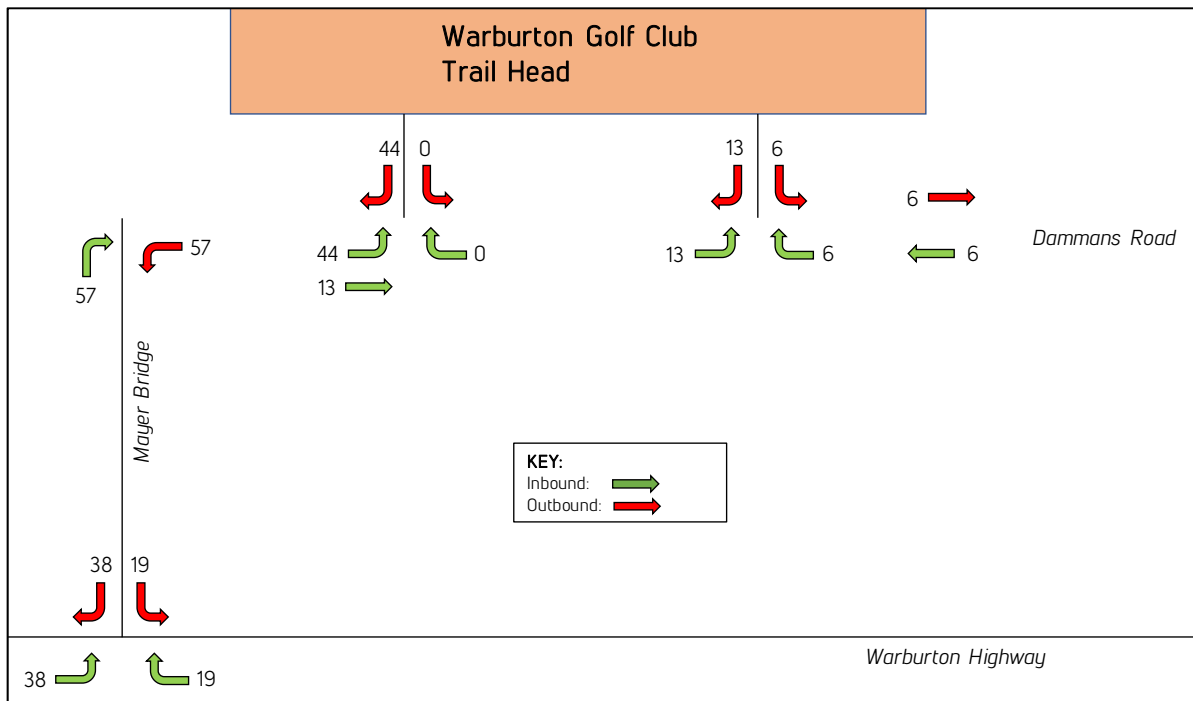 Warburton Golf Club
Trail Head
44 0
13 6
6
57
44 0
13 6
6
Dammans Road
57
13
Mayer Bridge
KEY:
Inbound:
Outbound:
38 19
Warburton Highway
38 19